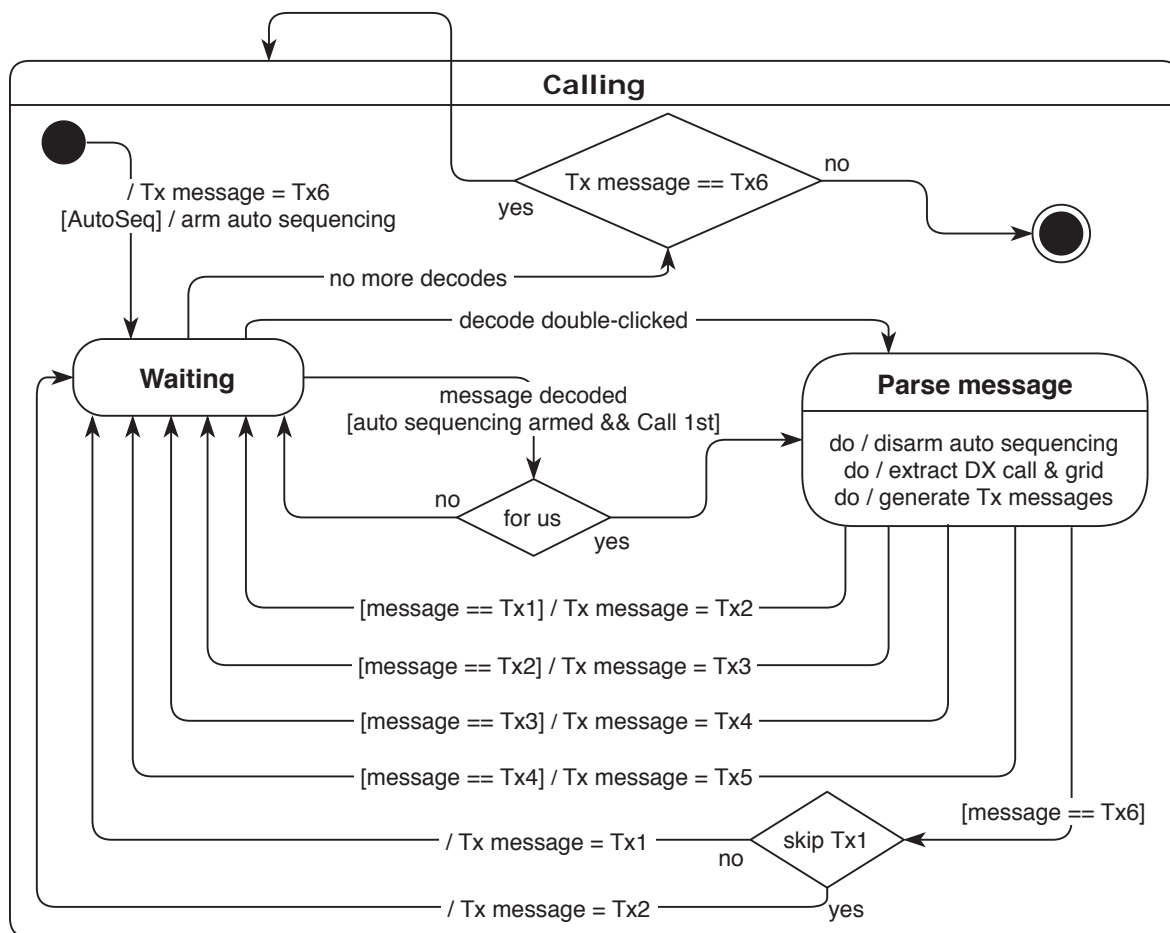 Calling
Tx message == Tx6
yes
no
/ Tx message = Tx6
[AutoSeq] / arm auto sequencing
no more decodes
decode double-clicked
Waiting
message decoded
[auto sequencing armed && Call 1st]
Parse message
do / disarm auto sequencing
do / extract DX call & grid
do / generate Tx messages
no
for us
yes
[message == Tx1] / Tx message = Tx2
[message == Tx2] / Tx message = Tx3
[message == Tx3] / Tx message = Tx4
[message == Tx4] / Tx message = Tx5
[message == Tx6]
/ Tx message = Tx1
no
skip Tx1
/ Tx message = Tx2
yes